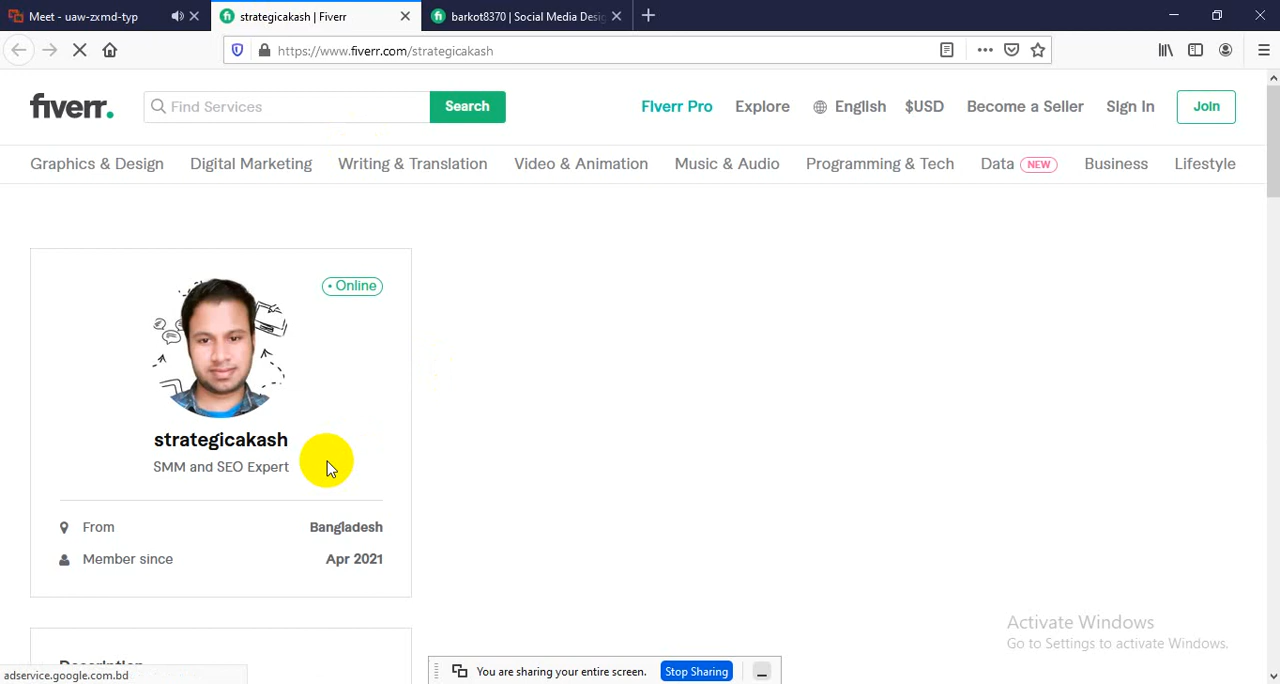 Meet - uaw-zxmd-typ
strategicakash | Fiverr
barkot8370 | Social Media Desig
https://www.fiverr.com/strategicakash
fiverr.
Find Services
Search
Fiverr Pro
Explore
English
$USD
Become a Seller
Sign In
Join
Graphics & Design
Digital Marketing
Writing & Translation
Video & Animation
Music & Audio
Programming & Tech
Data NEW
Business
Lifestyle
• Online
strategicakash
SMM and SEO Expert
From
Bangladesh
Member since
Apr 2021
Description
Activate Windows
Go to Settings to activate Windows.
adservice.google.com.bd
You are sharing your entire screen.
Stop Sharing